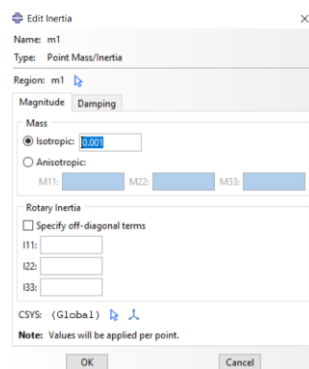 Edit Inertia
Name: m1
Type: Point Mass/Inertia
Region: m1
Magnitude Damping
Mass
Isotropic: 0.001
Anisotropic:
M11: M22: M33:
Rotary Inertia
Specify off-diagonal terms
I11:
I22:
I33:
CSYS: (Global)
Note: Values will be applied per point.
OK Cancel